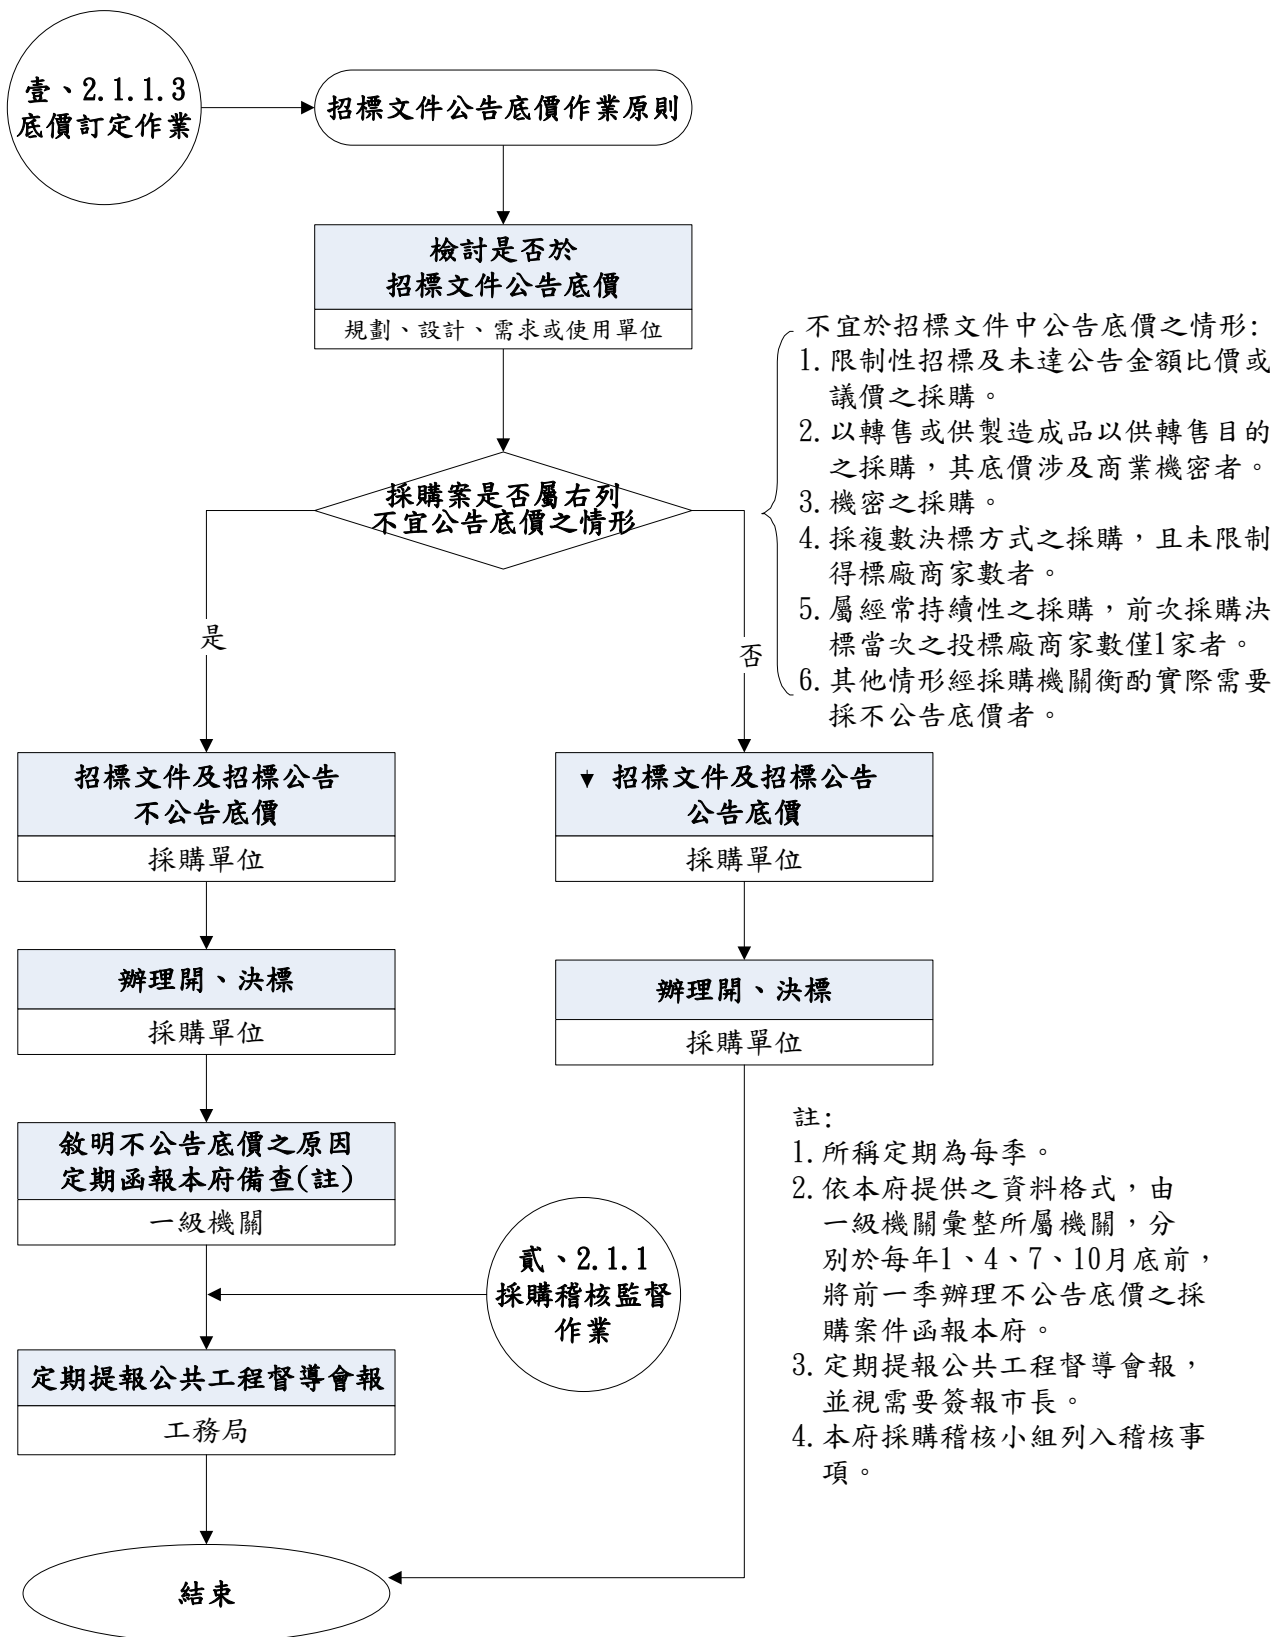 壹、2.1.1.3
底價訂定作業
招標文件公告底價作業原則
檢討是否於
招標文件公告底價
規劃、設計、需求或使用單位
不宜於招標文件中公告底價之情形:
1.限制性招標及未達公告金額比價或
議價之採購。
2.以轉售或供製造成品以供轉售目的
之採購，其底價涉及商業機密者。
3.機密之採購。
4.採複數決標方式之採購，且未限制
得標廠商家數者。
5.屬經常持續性之採購，前次採購決
標當次之投標廠商家數僅1家者。
6.其他情形經採購機關衡酌實際需要
採不公告底價者。
採購案是否屬右列
不宜公告底價之情形
是
否
招標文件及招標公告
不公告底價
採購單位
▼ 招標文件及招標公告
公告底價
採購單位
辦理開、決標
採購單位
辦理開、決標
採購單位
敘明不公告底價之原因
定期函報本府備查(註)
一級機關
貳、2.1.1
採購稽核監督
作業
定期提報公共工程督導會報
工務局
註:
1.所稱定期為每季。
2.依本府提供之資料格式，由
一級機關彙整所屬機關，分
別於每年1、4、7、10月底前，
將前一季辦理不公告底價之採
購案件函報本府。
3.定期提報公共工程督導會報，
並視需要簽報市長。
4.本府採購稽核小組列入稽核事
項。
結束